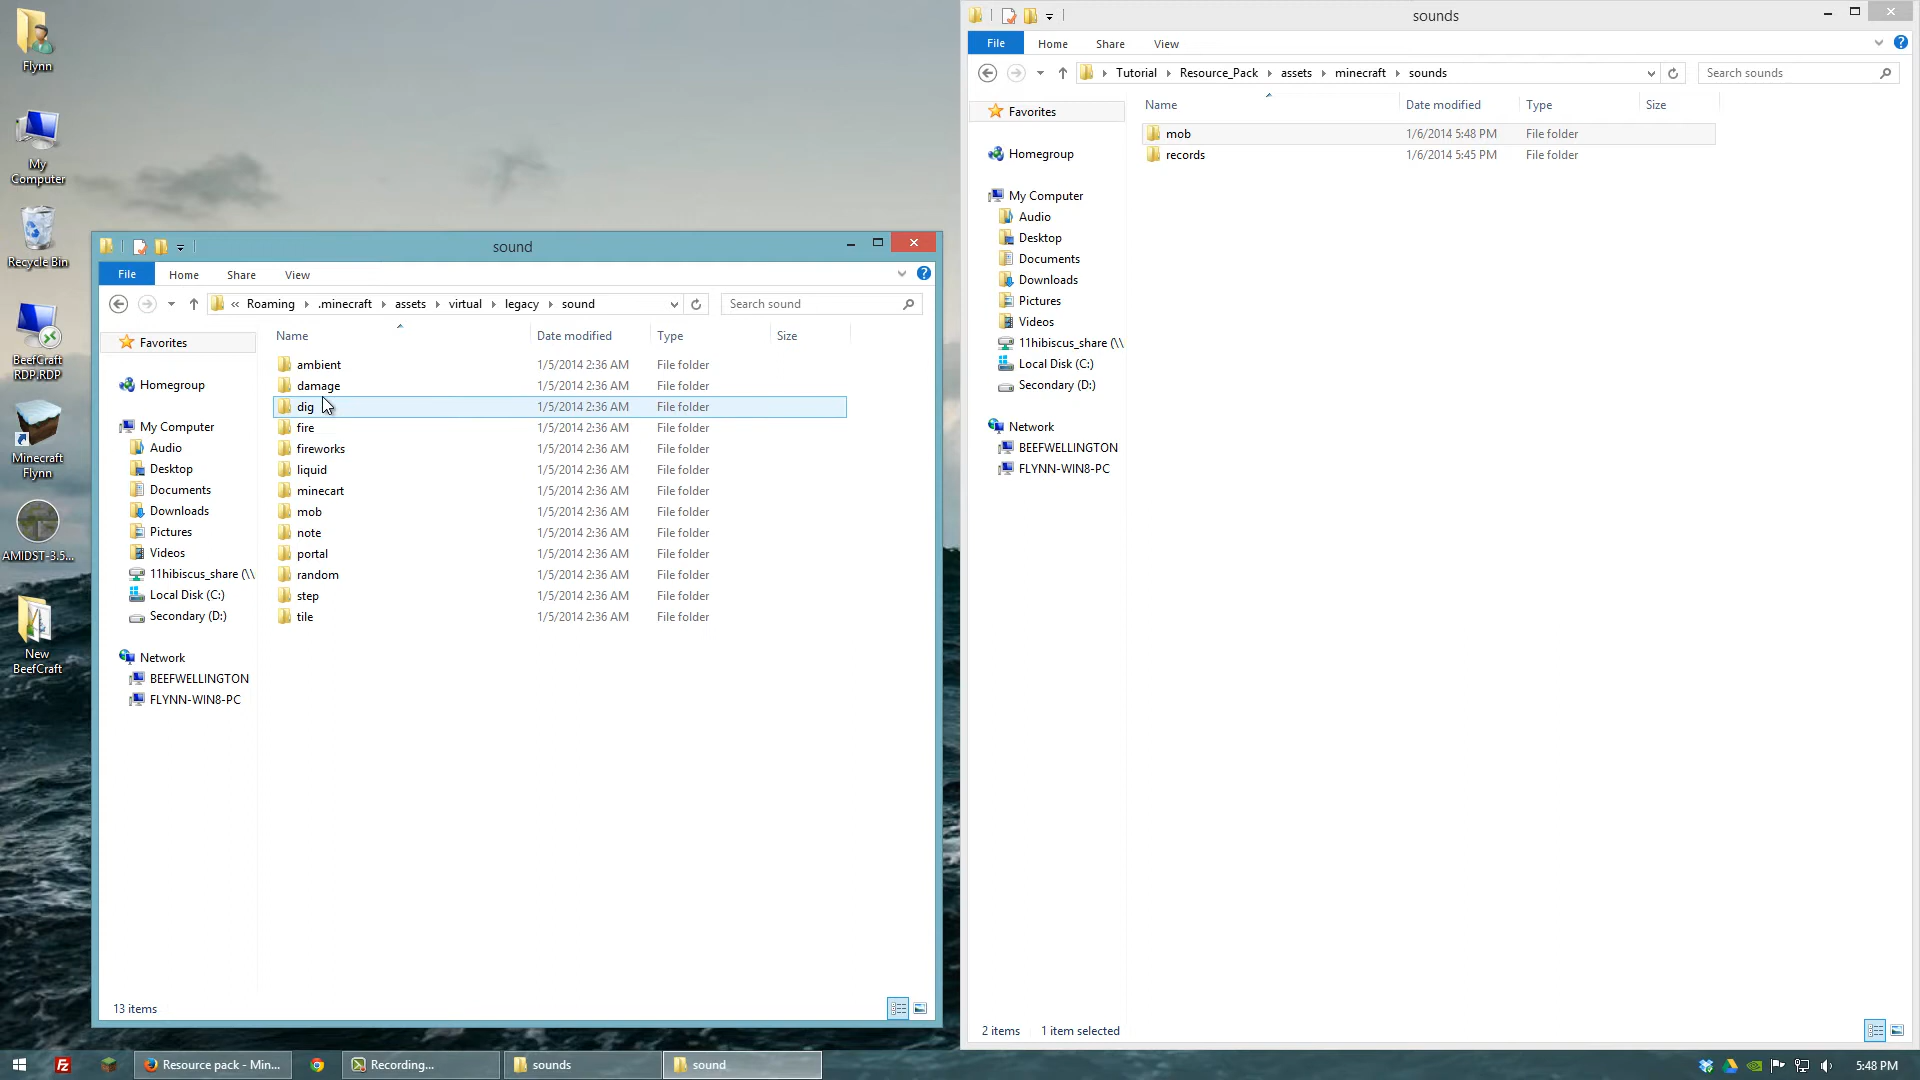 Flynn
My
Computer
Recycle Bin
BeefCraft
RDP.RDP
Minecraft
Flynn
AMIDST-3.5...
New
BeefCraft
sound
File Home Share View
« Roaming .minecraft assets virtual legacy sound
Search sound
Favorites
Homegroup
My Computer
Audio
Desktop
Documents
Downloads
Pictures
Videos
11hibiscus_share (\\
Local Disk (C:)
Secondary (D:)
Network
BEEFWELLINGTON
FLYNN-WIN8-PC
Name Date modified Type Size
ambient 1/5/2014 2:36 AM File folder
damage 1/5/2014 2:36 AM File folder
dig 1/5/2014 2:36 AM File folder
fire 1/5/2014 2:36 AM File folder
fireworks 1/5/2014 2:36 AM File folder
liquid 1/5/2014 2:36 AM File folder
minecart 1/5/2014 2:36 AM File folder
mob 1/5/2014 2:36 AM File folder
note 1/5/2014 2:36 AM File folder
portal 1/5/2014 2:36 AM File folder
random 1/5/2014 2:36 AM File folder
step 1/5/2014 2:36 AM File folder
tile 1/5/2014 2:36 AM File folder
13 items
sounds
File Home Share View
Tutorial Resource_Pack assets minecraft sounds
Search sounds
Favorites
Homegroup
My Computer
Audio
Desktop
Documents
Downloads
Pictures
Videos
11hibiscus_share (\\
Local Disk (C:)
Secondary (D:)
Network
BEEFWELLINGTON
FLYNN-WIN8-PC
Name Date modified Type Size
mob 1/6/2014 5:48 PM File folder
records 1/6/2014 5:45 PM File folder
2 items 1 item selected
Fz Resource pack - Min... Recording... sounds sound 5:48 PM